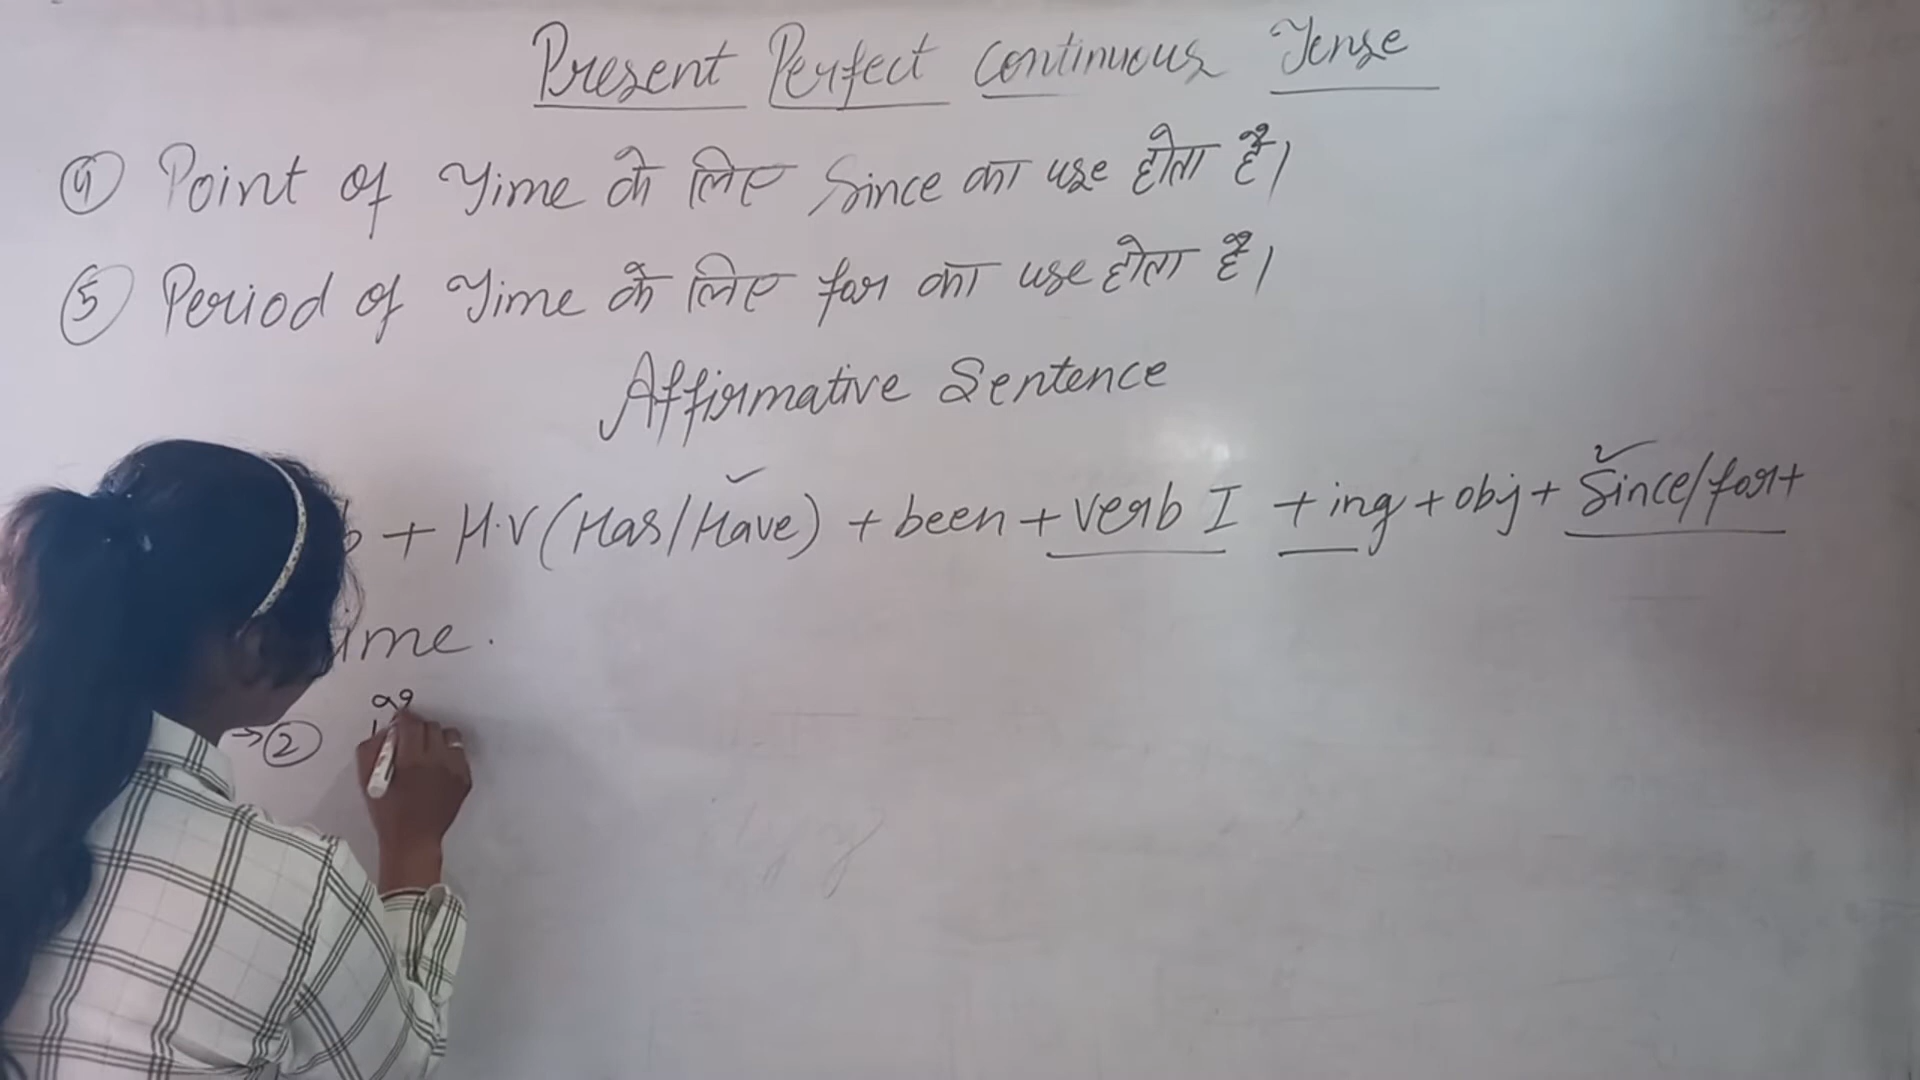 Present Perfect Continuous Tense
④ Point of Time के लिए Since का use होता है।
⑤ Period of Time के लिए for का use होता है।
Affirmative Sentence
b + H.V (Has/Have) + been + verb I + ing + obj + Since/for +
ime.
→ ②